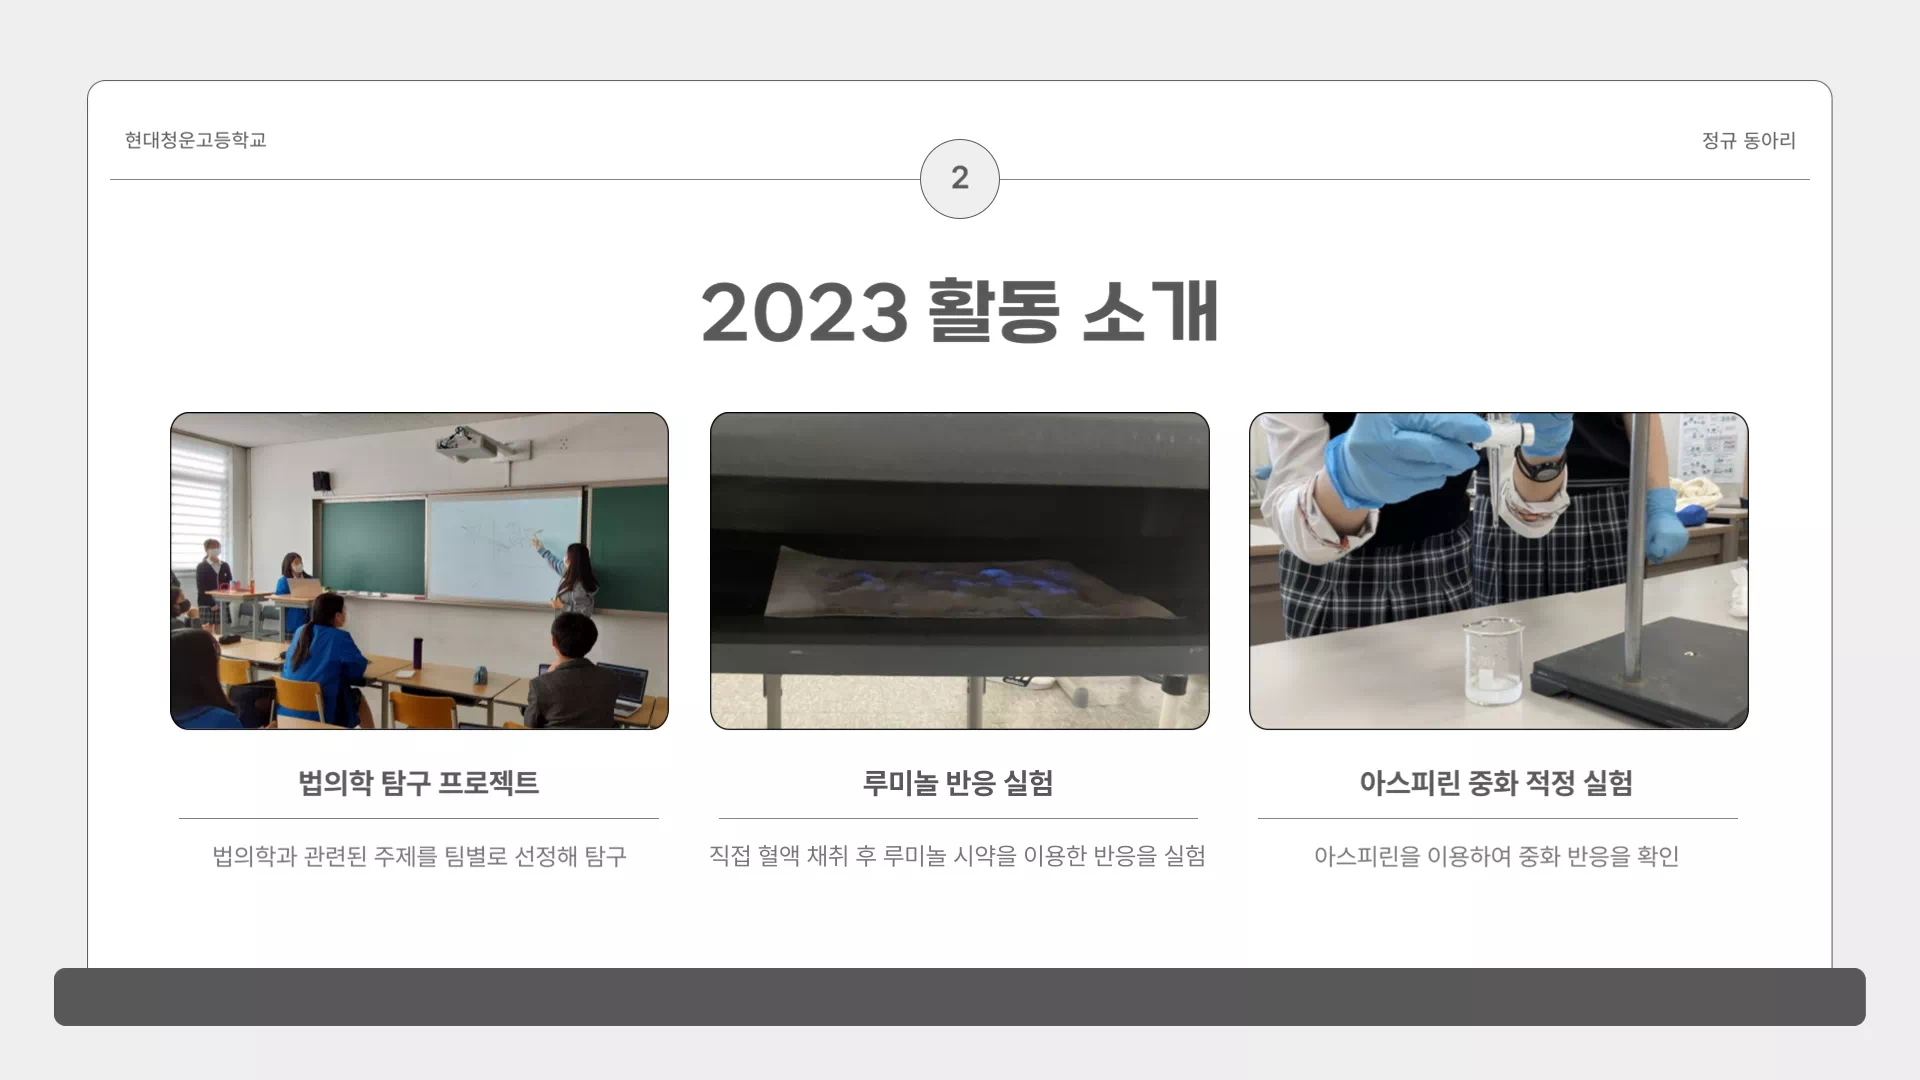 현대청운고등학교
정규 동아리
2
2023 활동 소개
법의학 탐구 프로젝트
루미놀 반응 실험
아스피린 중화 적정 실험
법의학과 관련된 주제를 팀별로 선정해 탐구
직접 혈액 채취 후 루미놀 시약을 이용한 반응을 실험
아스피린을 이용하여 중화 반응을 확인